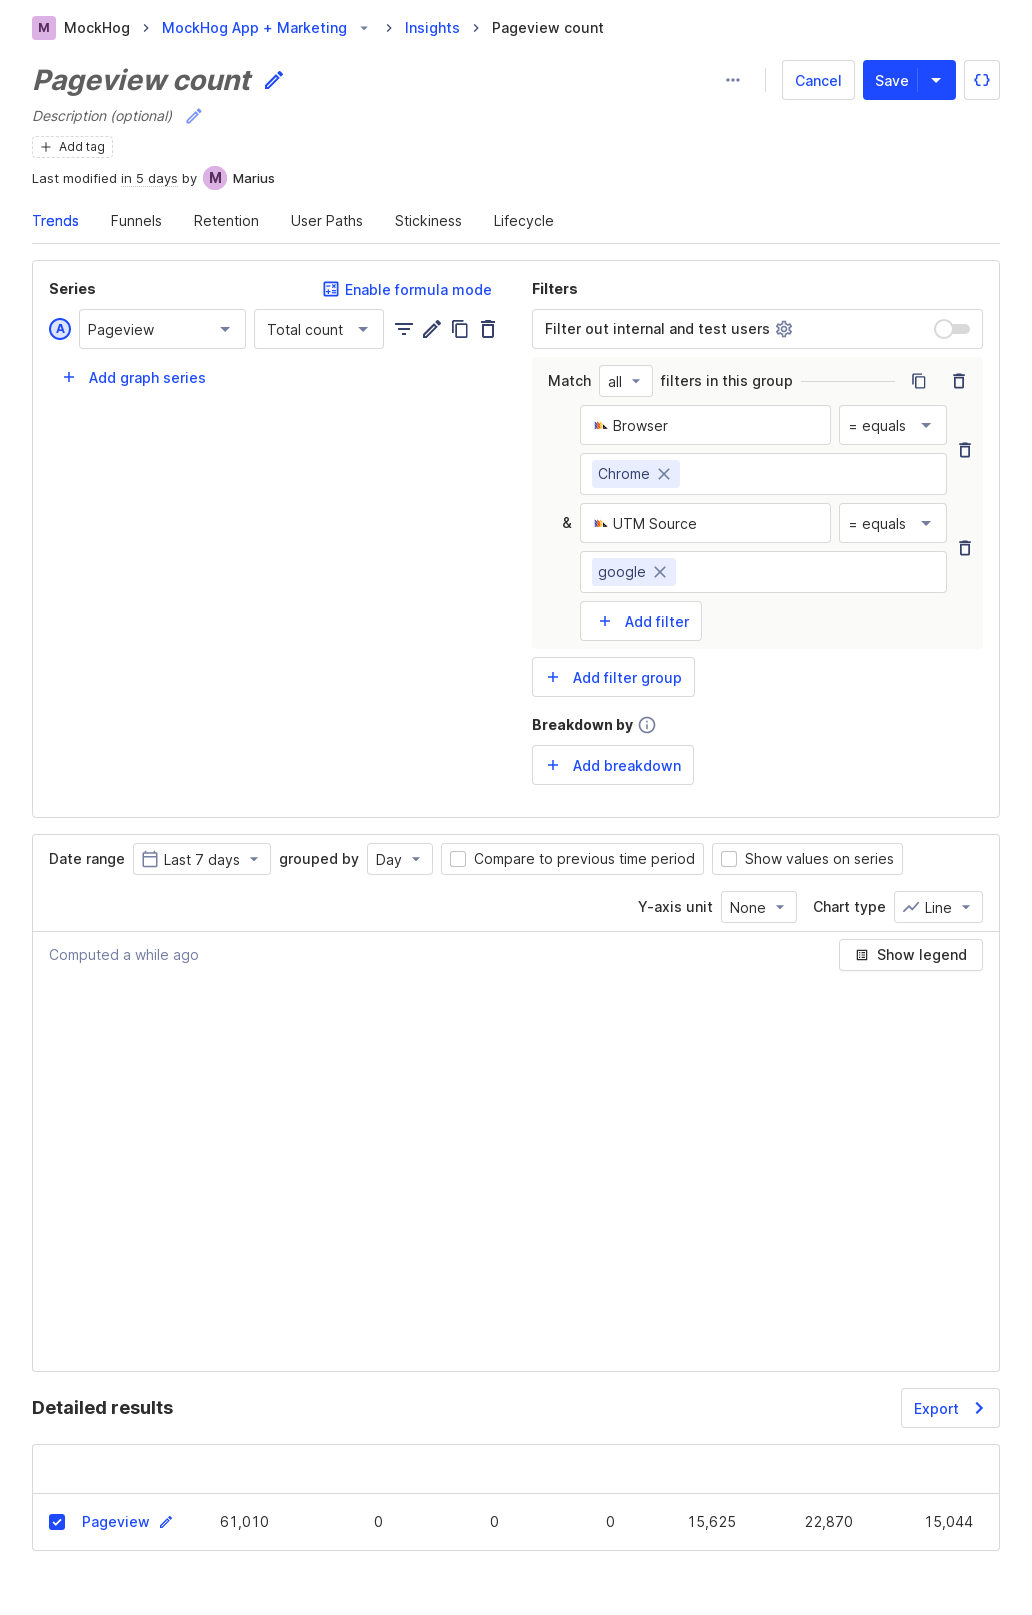 M MockHog MockHog App + Marketing Insights Pageview count
Pageview count
Cancel Save
Description (optional)
Add tag
Last modified in 5 days by M Marius
Trends Funnels Retention User Paths Stickiness Lifecycle
Series Enable formula mode
A Pageview Total count
Add graph series
Filters
Filter out internal and test users
Match all filters in this group
Browser = equals
Chrome
& UTM Source = equals
google
Add filter
Add filter group
Breakdown by
Add breakdown
Date range Last 7 days grouped by Day Compare to previous time period Show values on series
Y-axis unit None Chart type Line
Computed a while ago Show legend
Detailed results Export
Pageview 61,010 0 0 0 15,625 22,870 15,044